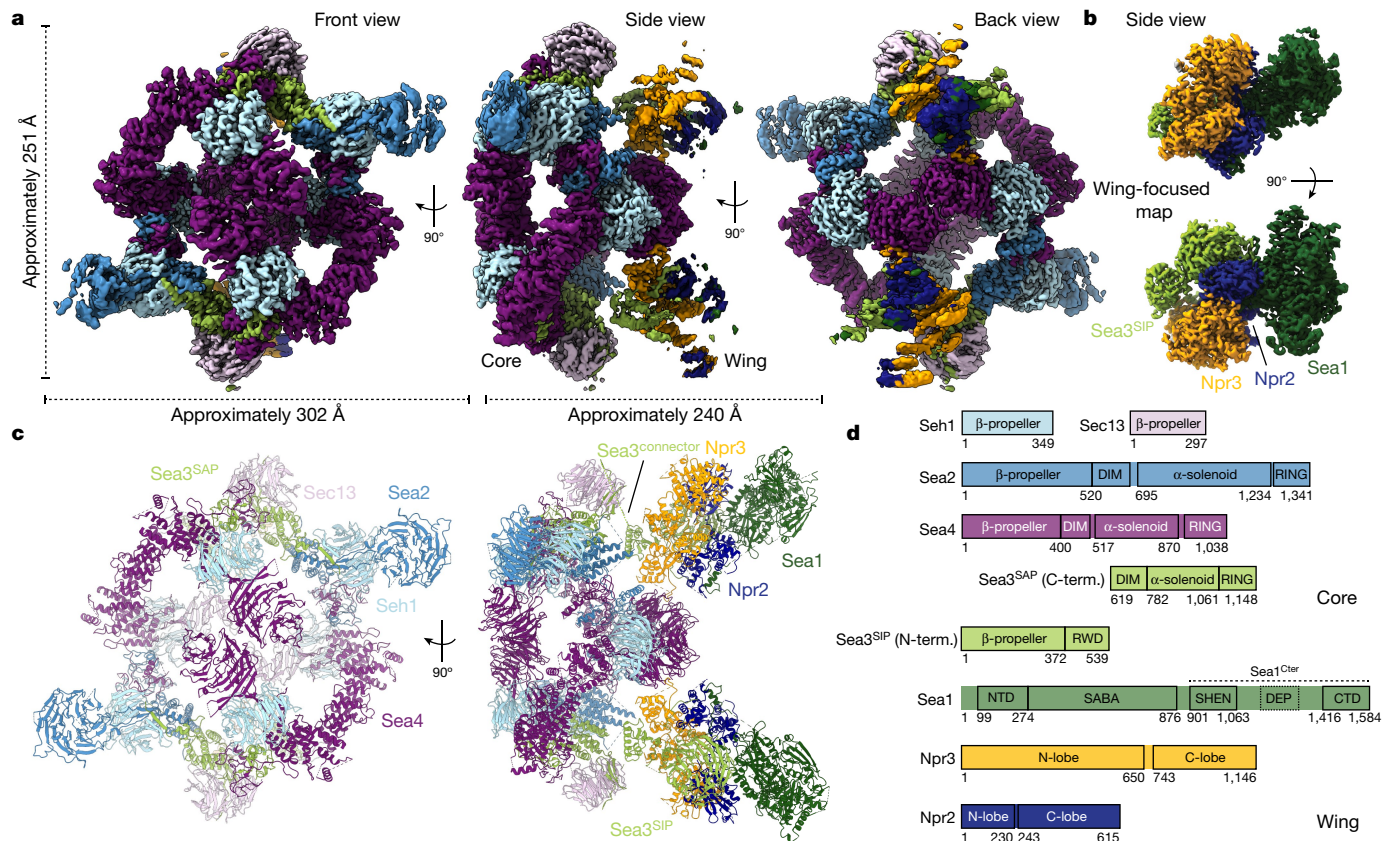 a
Front view
Side view
Back view
b
Side view
Approximately 251 Å
90°
90°
Wing-focused
map
90°
Sea3SIP
Npr3
Npr2
Sea1
Core
Wing
Approximately 302 Å
Approximately 240 Å
c
Sea3SAP
Sec13
Sea2
Seh1
Sea4
90°
Sea3connector
Npr3
Sea1
Npr2
Sea3SIP
d
Seh1
β-propeller
1
349
Sec13
β-propeller
1
297
Sea2
β-propeller
DIM
α-solenoid
RING
1
520
695
1,234
1,341
Sea4
β-propeller
DIM
α-solenoid
RING
1
400
517
870
1,038
Sea3SAP (C-term.)
DIM
α-solenoid
RING
619
782
1,061
1,148
Core
Sea3SIP (N-term.)
β-propeller
RWD
1
372
539
Sea1Cter
Sea1
NTD
SABA
SHEN
DEP
CTD
1
99
274
876
901
1,063
1,416
1,584
Npr3
N-lobe
C-lobe
1
650
743
1,146
Npr2
N-lobe
C-lobe
1
230
243
615
Wing